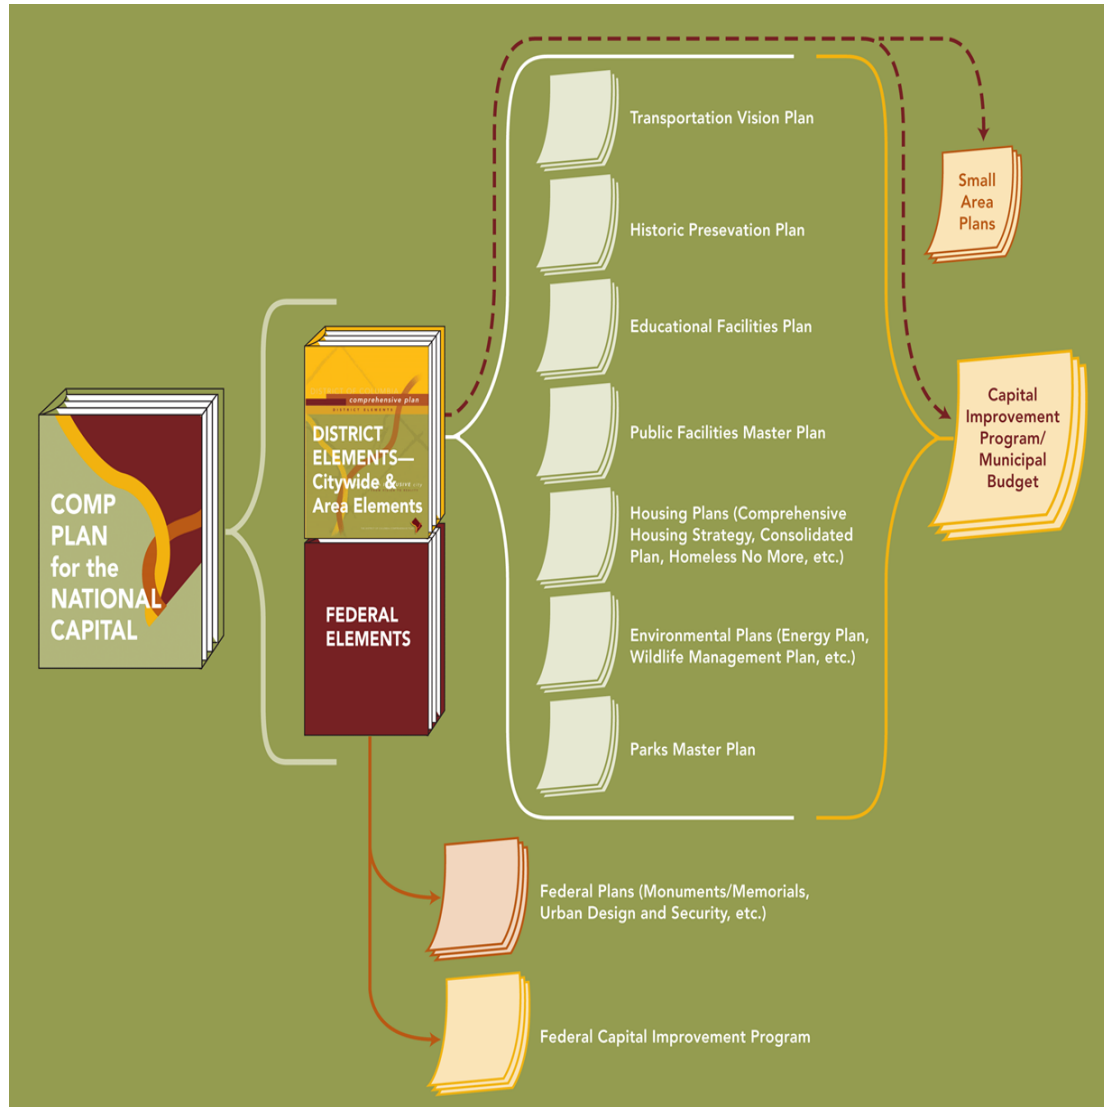 COMP
PLAN
for the
NATIONAL
CAPITAL
comprehensive plan
DISTRICT ELEMENTS
DISTRICT
ELEMENTS—
Citywide &
Area Elements
FEDERAL
ELEMENTS
Transportation Vision Plan
Historic Presevation Plan
Educational Facilities Plan
Public Facilities Master Plan
Housing Plans (Comprehensive
Housing Strategy, Consolidated
Plan, Homeless No More, etc.)
Environmental Plans (Energy Plan,
Wildlife Management Plan, etc.)
Parks Master Plan
Small
Area
Plans
Capital
Improvement
Program/
Municipal
Budget
Federal Plans (Monuments/Memorials,
Urban Design and Security, etc.)
Federal Capital Improvement Program